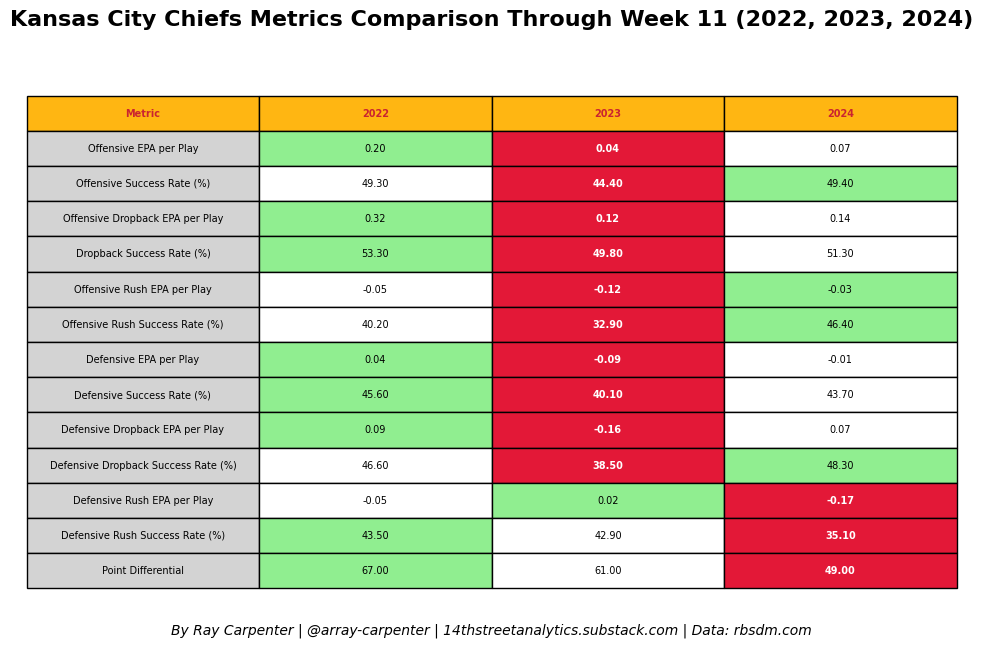 Kansas City Chiefs Metrics Comparison Through Week 11 (2022, 2023, 2024)
Metric 2022 2023 2024
Offensive EPA per Play 0.20 0.04 0.07
Offensive Success Rate (%) 49.30 44.40 49.40
Offensive Dropback EPA per Play 0.32 0.12 0.14
Dropback Success Rate (%) 53.30 49.80 51.30
Offensive Rush EPA per Play -0.05 -0.12 -0.03
Offensive Rush Success Rate (%) 40.20 32.90 46.40
Defensive EPA per Play 0.04 -0.09 -0.01
Defensive Success Rate (%) 45.60 40.10 43.70
Defensive Dropback EPA per Play 0.09 -0.16 0.07
Defensive Dropback Success Rate (%) 46.60 38.50 48.30
Defensive Rush EPA per Play -0.05 0.02 -0.17
Defensive Rush Success Rate (%) 43.50 42.90 35.10
Point Differential 67.00 61.00 49.00
By Ray Carpenter | @array-carpenter | 14thstreetanalytics.substack.com | Data: rbsdm.com